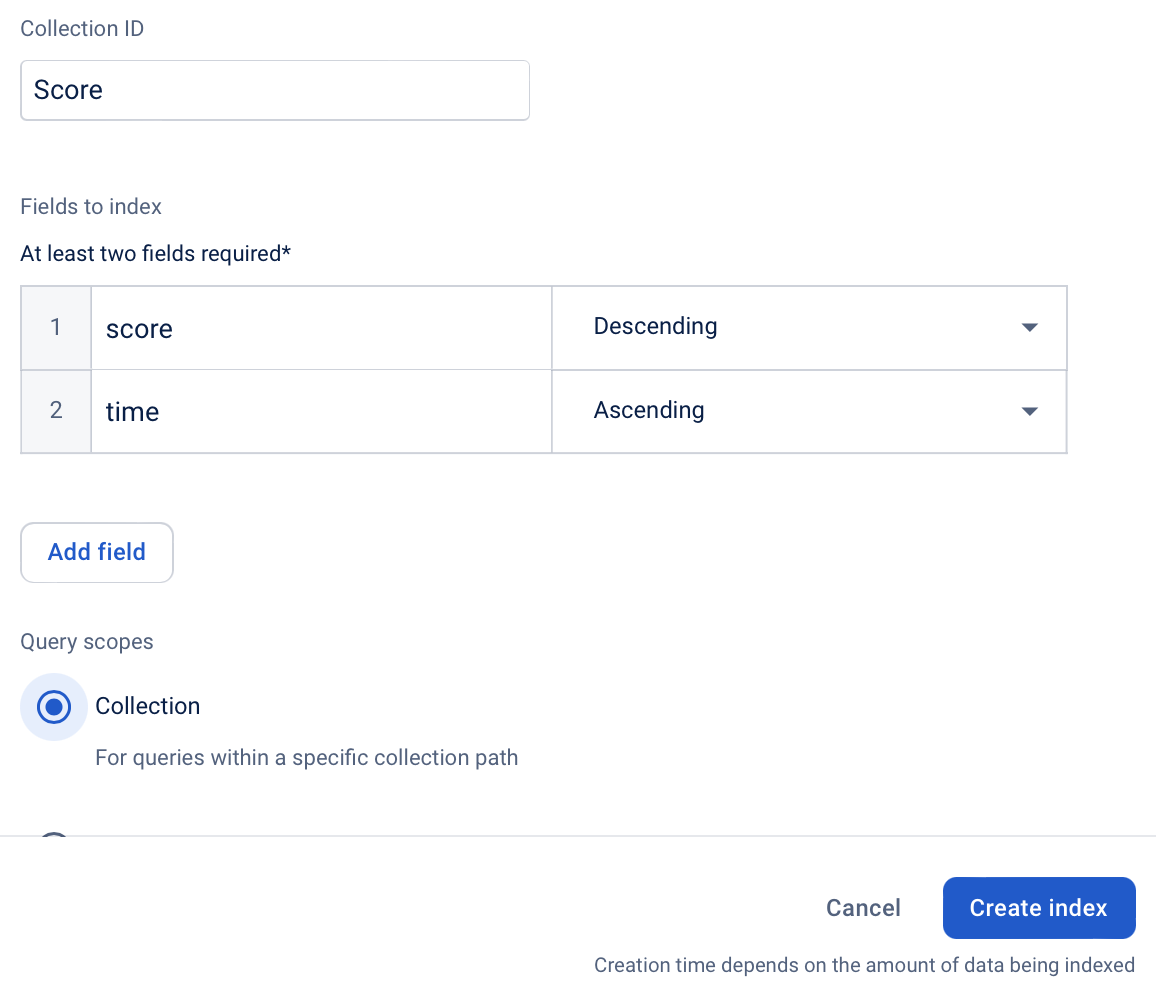 Collection ID
Score
Fields to index
At least two fields required*
1 score Descending
2 time Ascending
Add field
Query scopes
Collection
For queries within a specific collection path
Cancel Create index
Creation time depends on the amount of data being indexed